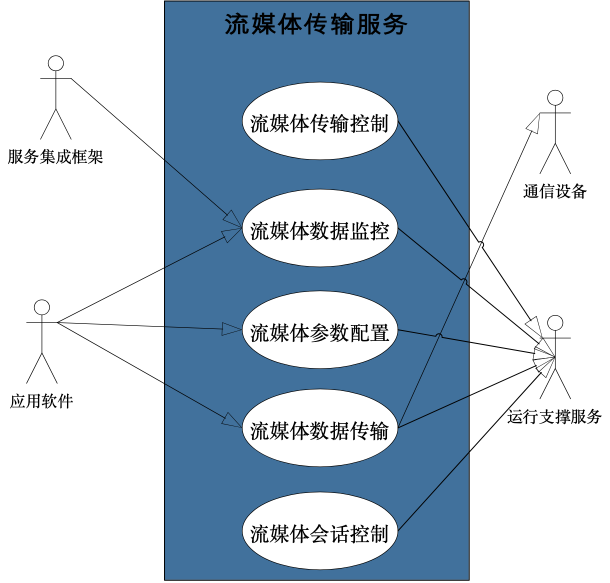 流媒体传输服务
流媒体传输控制
服务集成框架
通信设备
流媒体数据监控
流媒体参数配置
应用软件
运行支撑服务
流媒体数据传输
流媒体会话控制